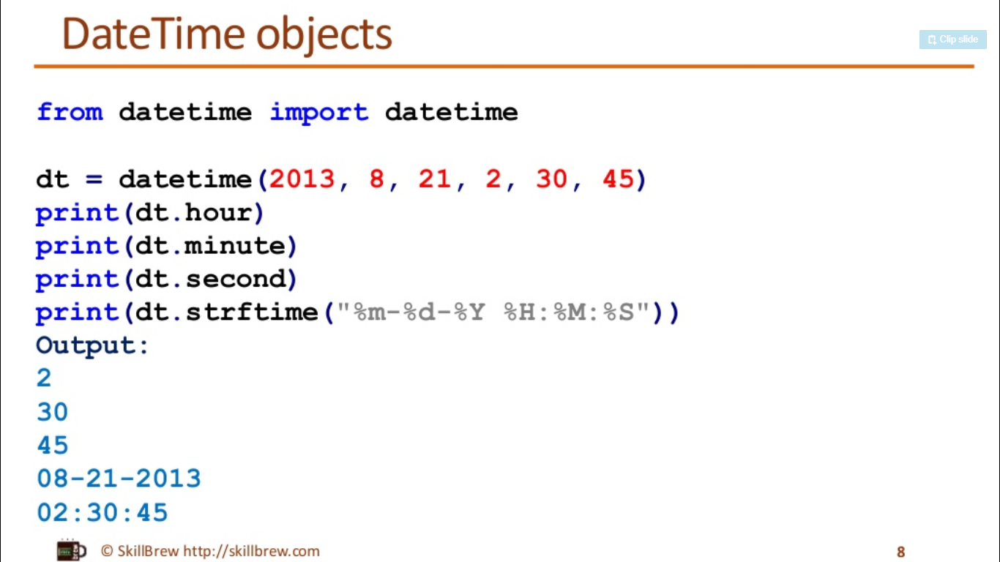 DateTime objects
Clip slide
from datetime import datetime
dt = datetime(2013, 8, 21, 2, 30, 45)
print(dt.hour)
print(dt.minute)
print(dt.second)
print(dt.strftime("%m-%d-%Y %H:%M:%S"))
Output:
2
30
45
08-21-2013
02:30:45
© SkillBrew http://skillbrew.com
8